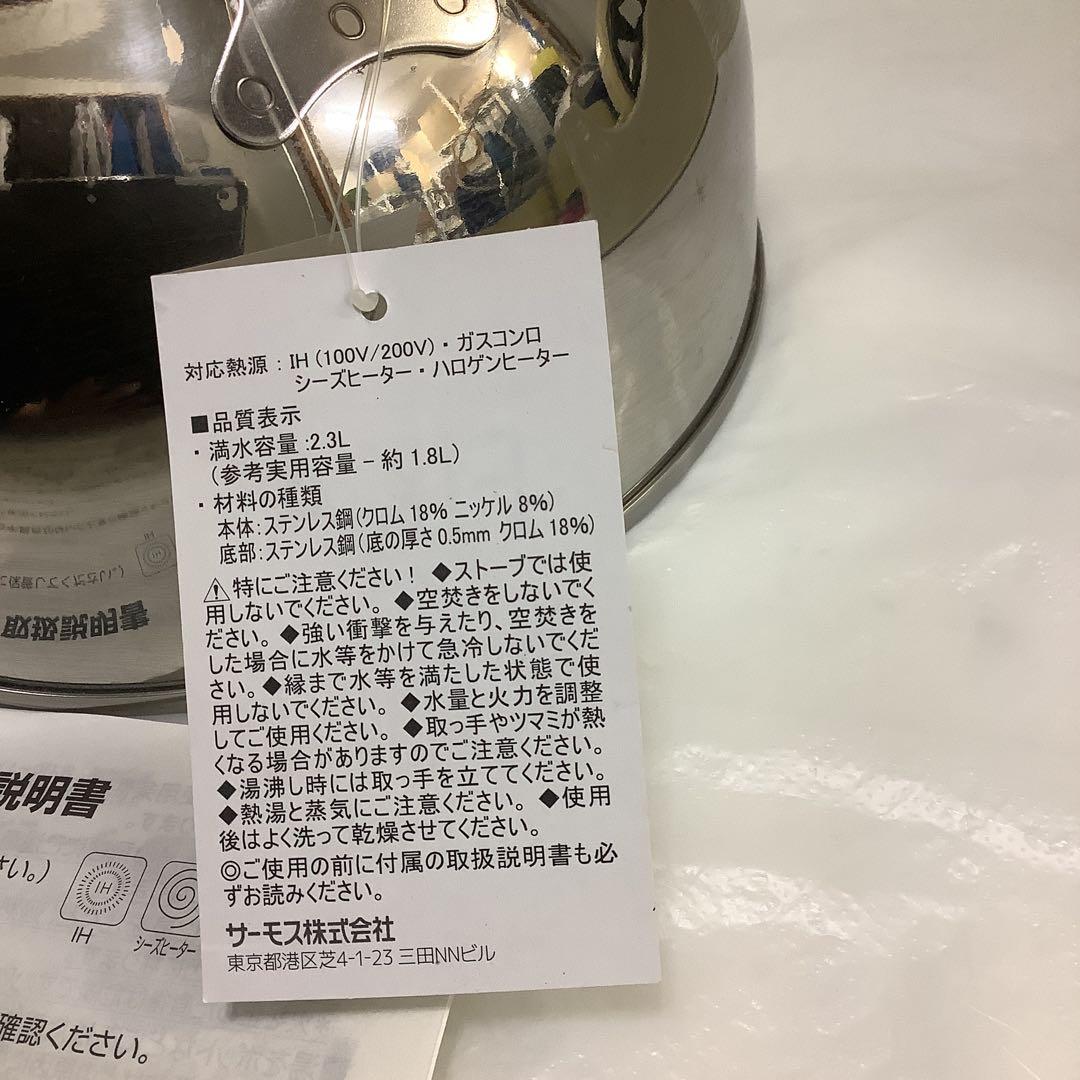 対応熱源：IH（100V/200V）・ガスコンロ
シーズヒーター・ハロゲンヒーター
■品質表示
・満水容量:2.3L
（参考実用容量－約1.8L）
・材料の種類
本体：ステンレス鋼（クロム18% ニッケル8%）
底部：ステンレス鋼（底の厚さ0.5mm クロム18%）
⚠特にご注意ください！ ◆ストーブでは使
用しないでください。 ◆空焚きをしないでく
ださい。 ◆強い衝撃を与えたり、空焚きを
した場合に水等をかけて急冷しないでくだ
さい。◆縁まで水等を満たした状態で使
用しないでください。 ◆水量と火力を調整
してご使用ください。 ◆取っ手やツマミが熱
くなる場合がありますのでご注意ください。
◆湯沸し時には取っ手を立ててください。
◆熱湯と蒸気にご注意ください。 ◆使用
後はよく洗って乾燥させてください。
◎ご使用の前に付属の取扱説明書も必
ずお読みください。
サーモス株式会社
東京都港区芝4-1-23 三田NNビル
説明書
さい。）
IH
IH
シーズヒーター
確認ください。